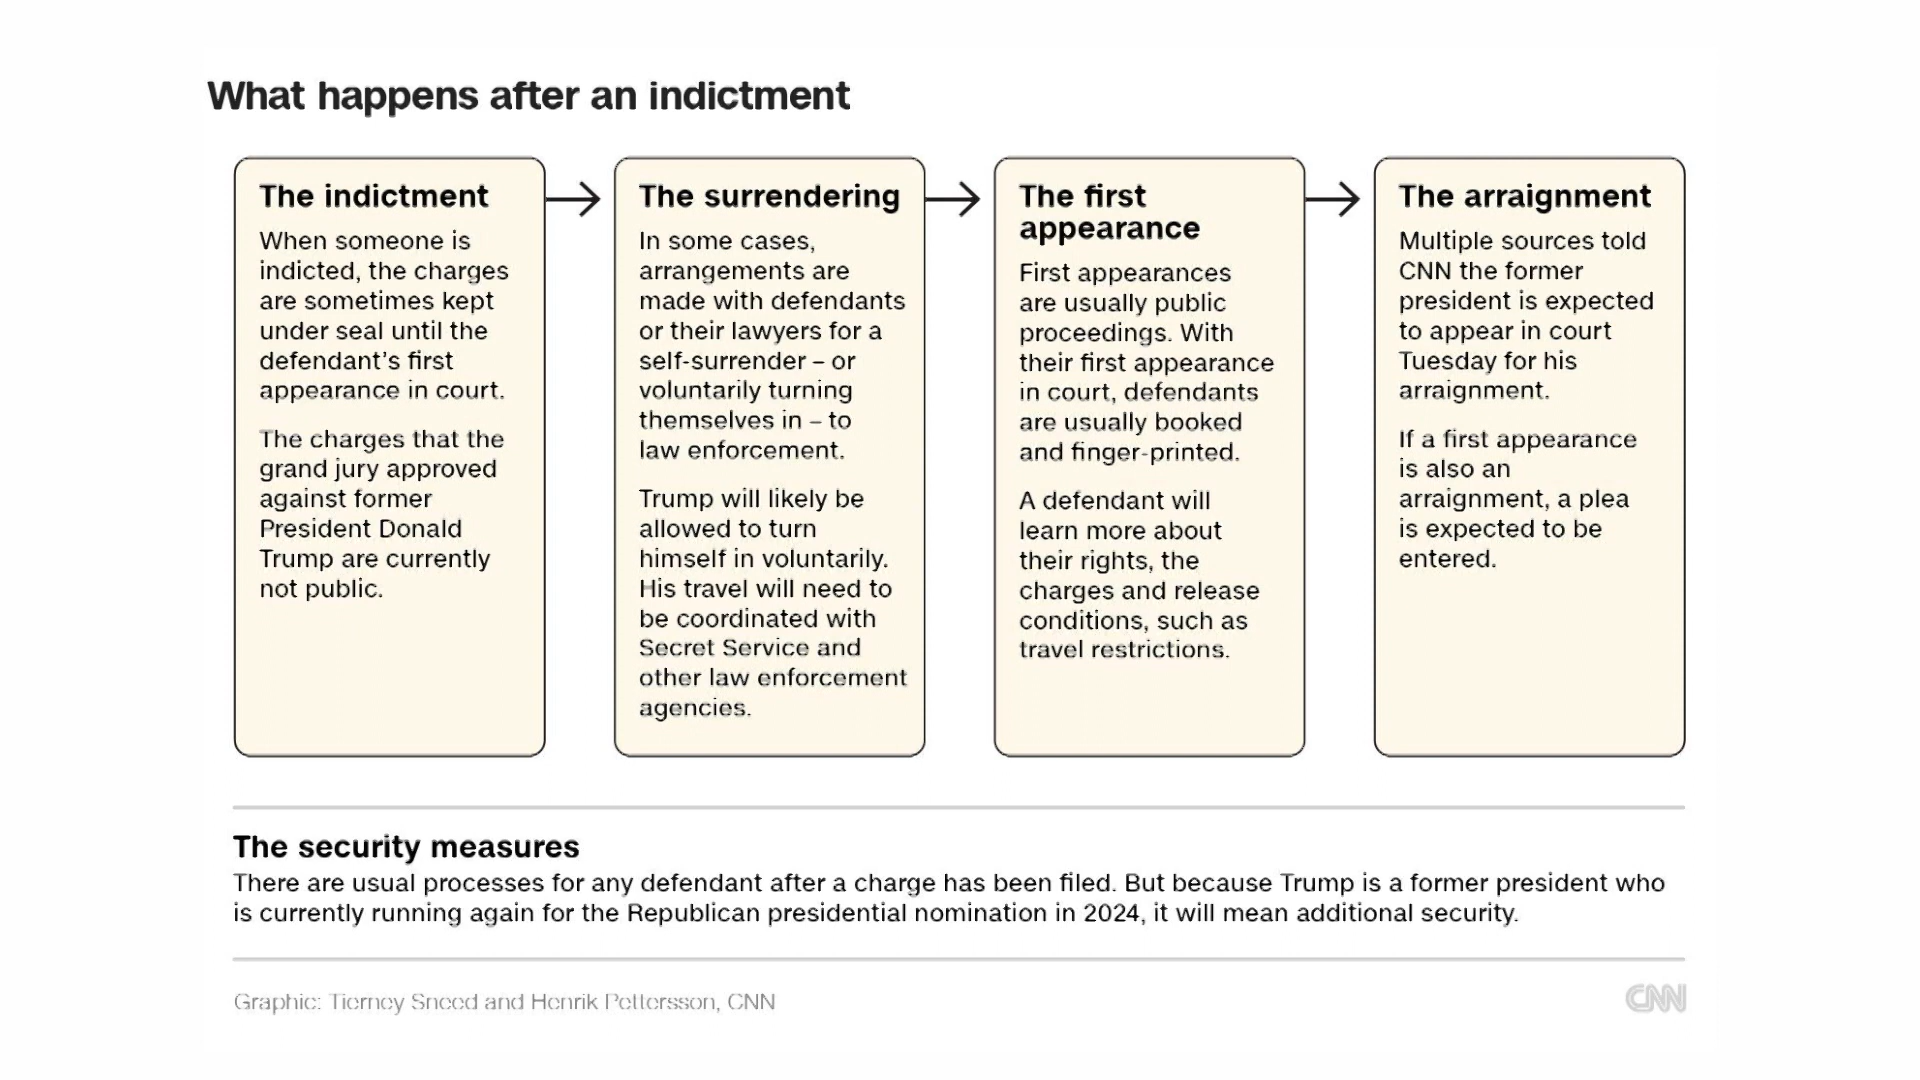 What happens after an indictment
The indictment
When someone is
indicted, the charges
are sometimes kept
under seal until the
defendant’s first
appearance in court.
The charges that the
grand jury approved
against former
President Donald
Trump are currently
not public.
The surrendering
In some cases,
arrangements are
made with defendants
or their lawyers for a
self-surrender – or
voluntarily turning
themselves in – to
law enforcement.
Trump will likely be
allowed to turn
himself in voluntarily.
His travel will need to
be coordinated with
Secret Service and
other law enforcement
agencies.
The first
appearance
First appearances
are usually public
proceedings. With
their first appearance
in court, defendants
are usually booked
and finger-printed.
A defendant will
learn more about
their rights, the
charges and release
conditions, such as
travel restrictions.
The arraignment
Multiple sources told
CNN the former
president is expected
to appear in court
Tuesday for his
arraignment.
If a first appearance
is also an
arraignment, a plea
is expected to be
entered.
The security measures
There are usual processes for any defendant after a charge has been filed. But because Trump is a former president who
is currently running again for the Republican presidential nomination in 2024, it will mean additional security.
Graphic: Tierney Sneed and Henrik Pettersson, CNN
CNN